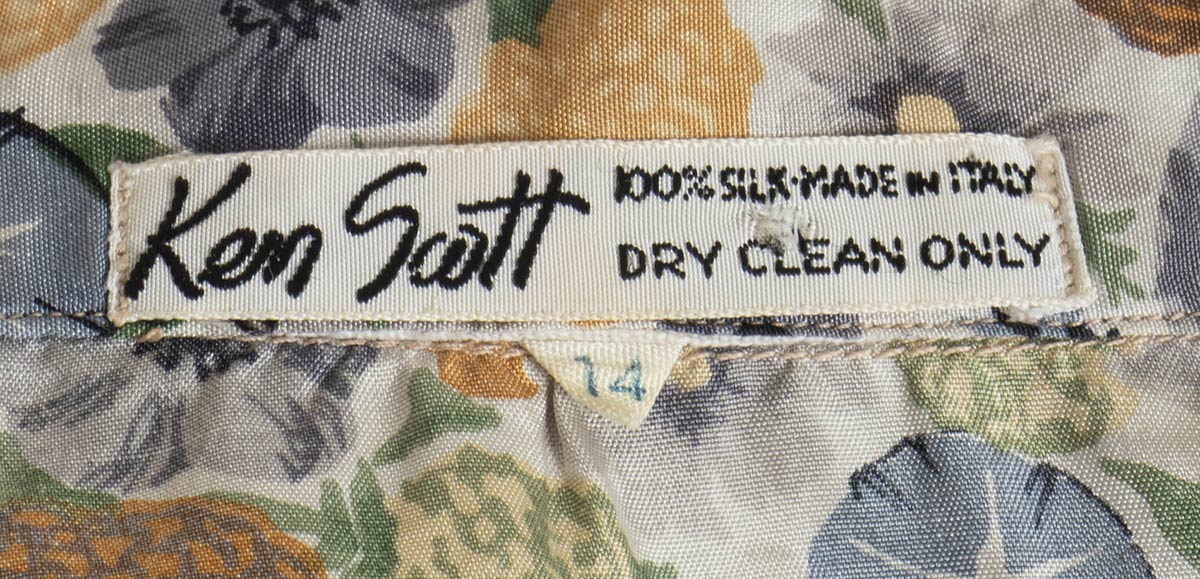 Ken Scott
100% SILK·MADE IN ITALY
DRY CLEAN ONLY
14